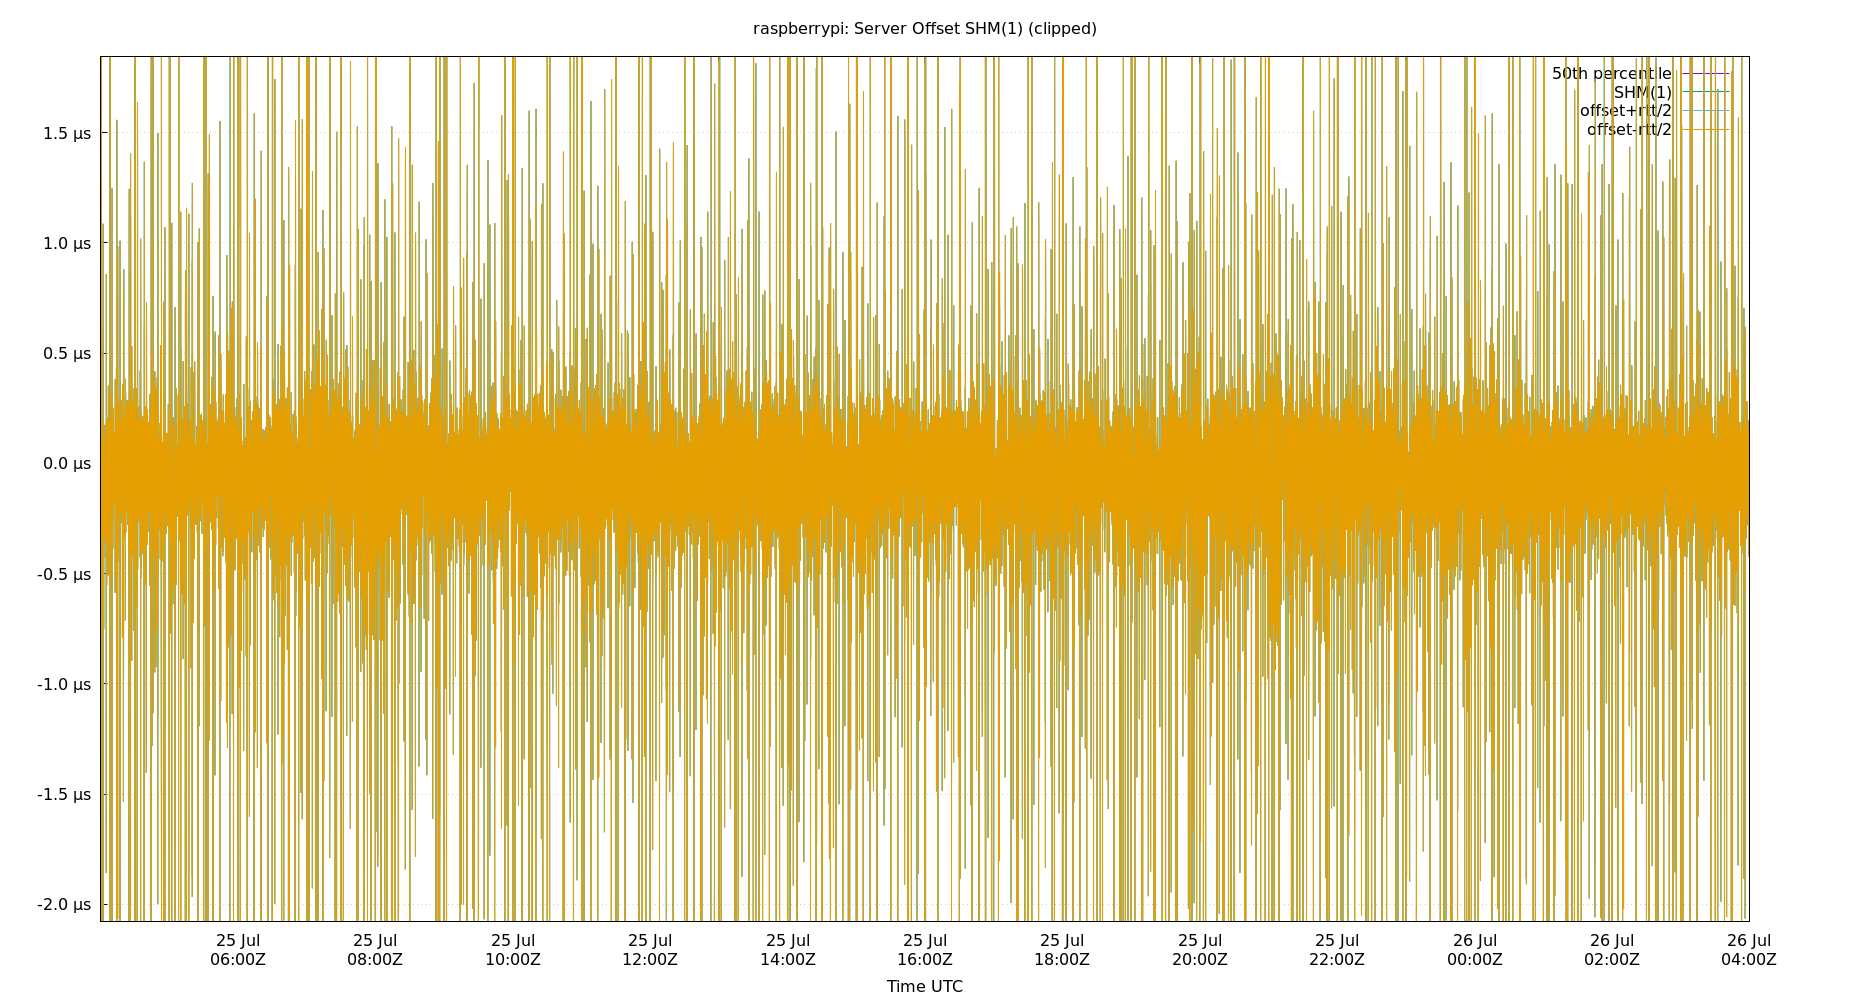 raspberrypi: Server Offset SHM(1) (clipped)
50th percentile
SHM(1)
offset+rtt/2
offset-rtt/2
1.5 µs
1.0 µs
0.5 µs
0.0 µs
-0.5 µs
-1.0 µs
-1.5 µs
-2.0 µs
25 Jul 25 Jul 25 Jul 25 Jul 25 Jul 25 Jul 25 Jul 25 Jul 25 Jul 26 Jul 26 Jul 26 Jul
06:00Z 08:00Z 10:00Z 12:00Z 14:00Z 16:00Z 18:00Z 20:00Z 22:00Z 00:00Z 02:00Z 04:00Z
Time UTC